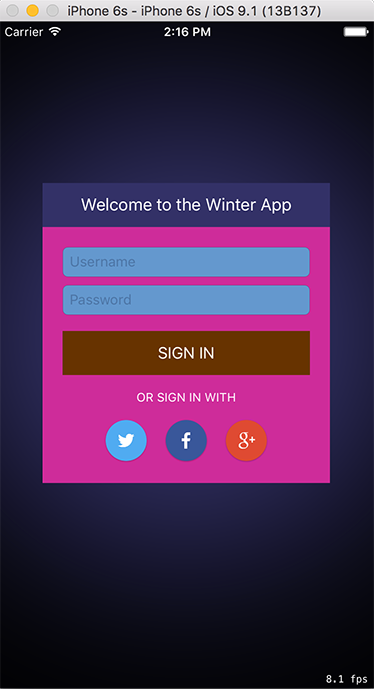 iPhone 6s - iPhone 6s / iOS 9.1 (13B137)
Carrier 2:16 PM
Welcome to the Winter App
Username
Password
SIGN IN
OR SIGN IN WITH
f
g+
8.1 fps